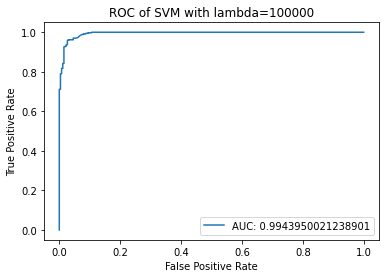 ROC of SVM with lambda=100000
True Positive Rate
1.0
0.8
0.6
0.4
0.2
0.0
AUC: 0.9943950021238901
0.0 0.2 0.4 0.6 0.8 1.0
False Positive Rate